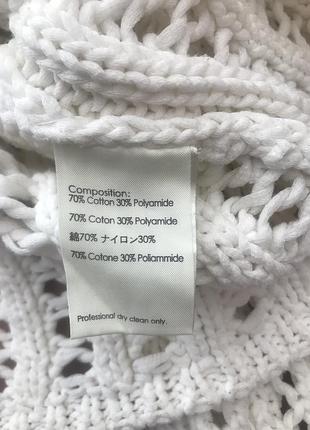 Composition:
70% Cotton 30% Polyamide
70% Coton 30% Polyamide
綿70% ナイロン30%
70% Cotone 30% Poliammide
Professional dry clean only.